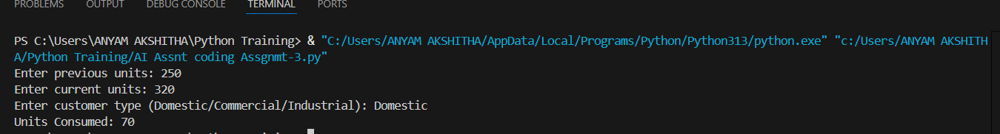 PROBLEMS OUTPUT DEBUG CONSOLE TERMINAL PORTS
PS C:\Users\ANYAM AKSHITHA\Python Training> & "C:/Users/ANYAM AKSHITHA/AppData/Local/Programs/Python/Python313/python.exe" "c:/Users/ANYAM AKSHITH
A/Python Training/AI Assnt coding Assgnmt-3.py"
Enter previous units: 250
Enter current units: 320
Enter customer type (Domestic/Commercial/Industrial): Domestic
Units Consumed: 70